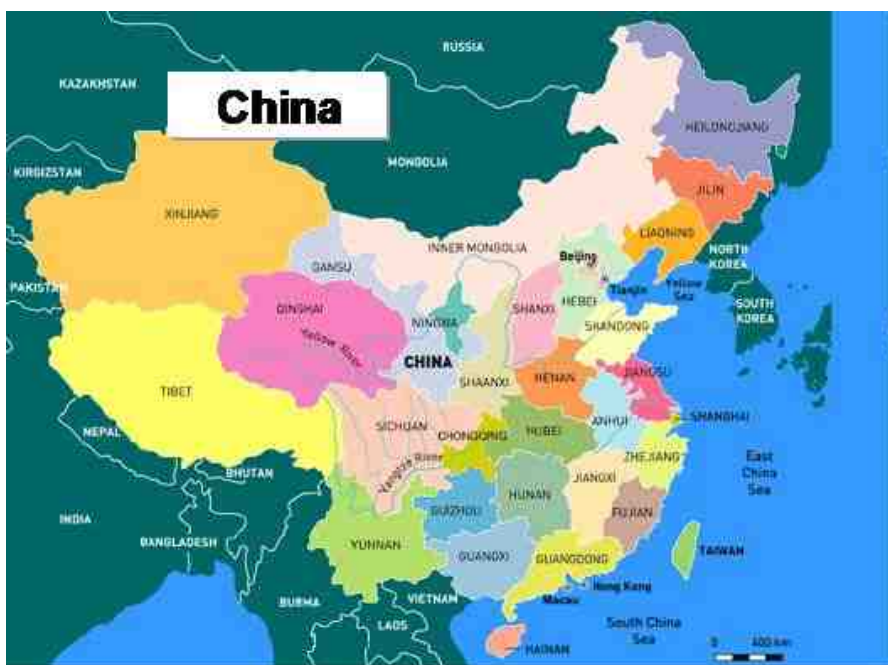 RUSSIA
KAZAKHSTAN
China
HEILONGJIANG
MONGOLIA
KIRGIZSTAN
JILIN
XINJIANG
LIAONING
INNER MONGOLIA
NORTH
KOREA
Beijing
GANSU
PAKISTAN
Tianjin
Yellow
Sea
QINGHAI
SHANXI
HEBEI
SOUTH
KOREA
NINGXIA
SHANDONG
Yellow River
CHINA
SHAANXI
HENAN
JIANGSU
TIBET
SHANGHAI
ANHUI
SICHUAN
CHONGQING
HUBEI
NEPAL
ZHEJIANG
East
China
Sea
Yangtze River
BHUTAN
JIANGXI
HUNAN
GUIZHOU
FUJIAN
INDIA
BANGLADESH
YUNNAN
TAIWAN
GUANGXI
GUANGDONG
Hong Kong
Macau
BURMA
VIETNAM
LAOS
South China
Sea
HAINAN
0 400 km